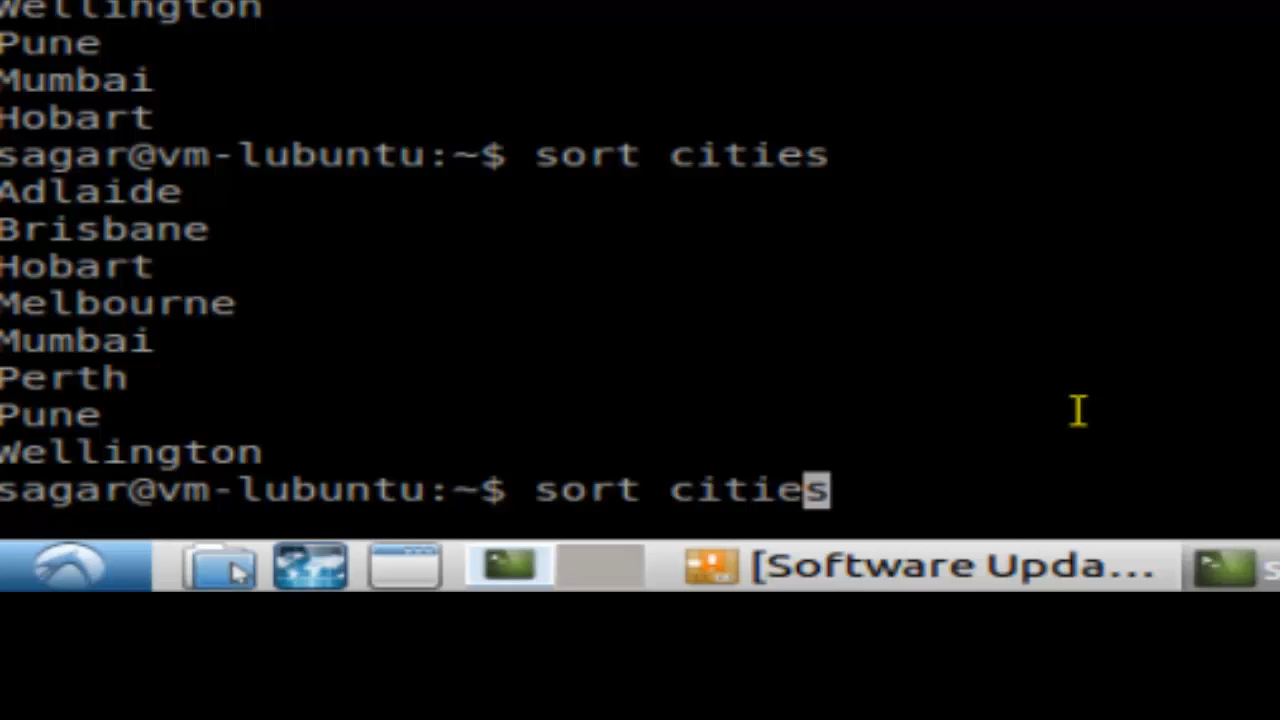 Wellington
Pune
Mumbai
Hobart
sagar@vm-lubuntu:~$ sort cities
Adlaide
Brisbane
Hobart
Melbourne
Mumbai
Perth
Pune
Wellington
sagar@vm-lubuntu:~$ sort cities
[Software Upda...